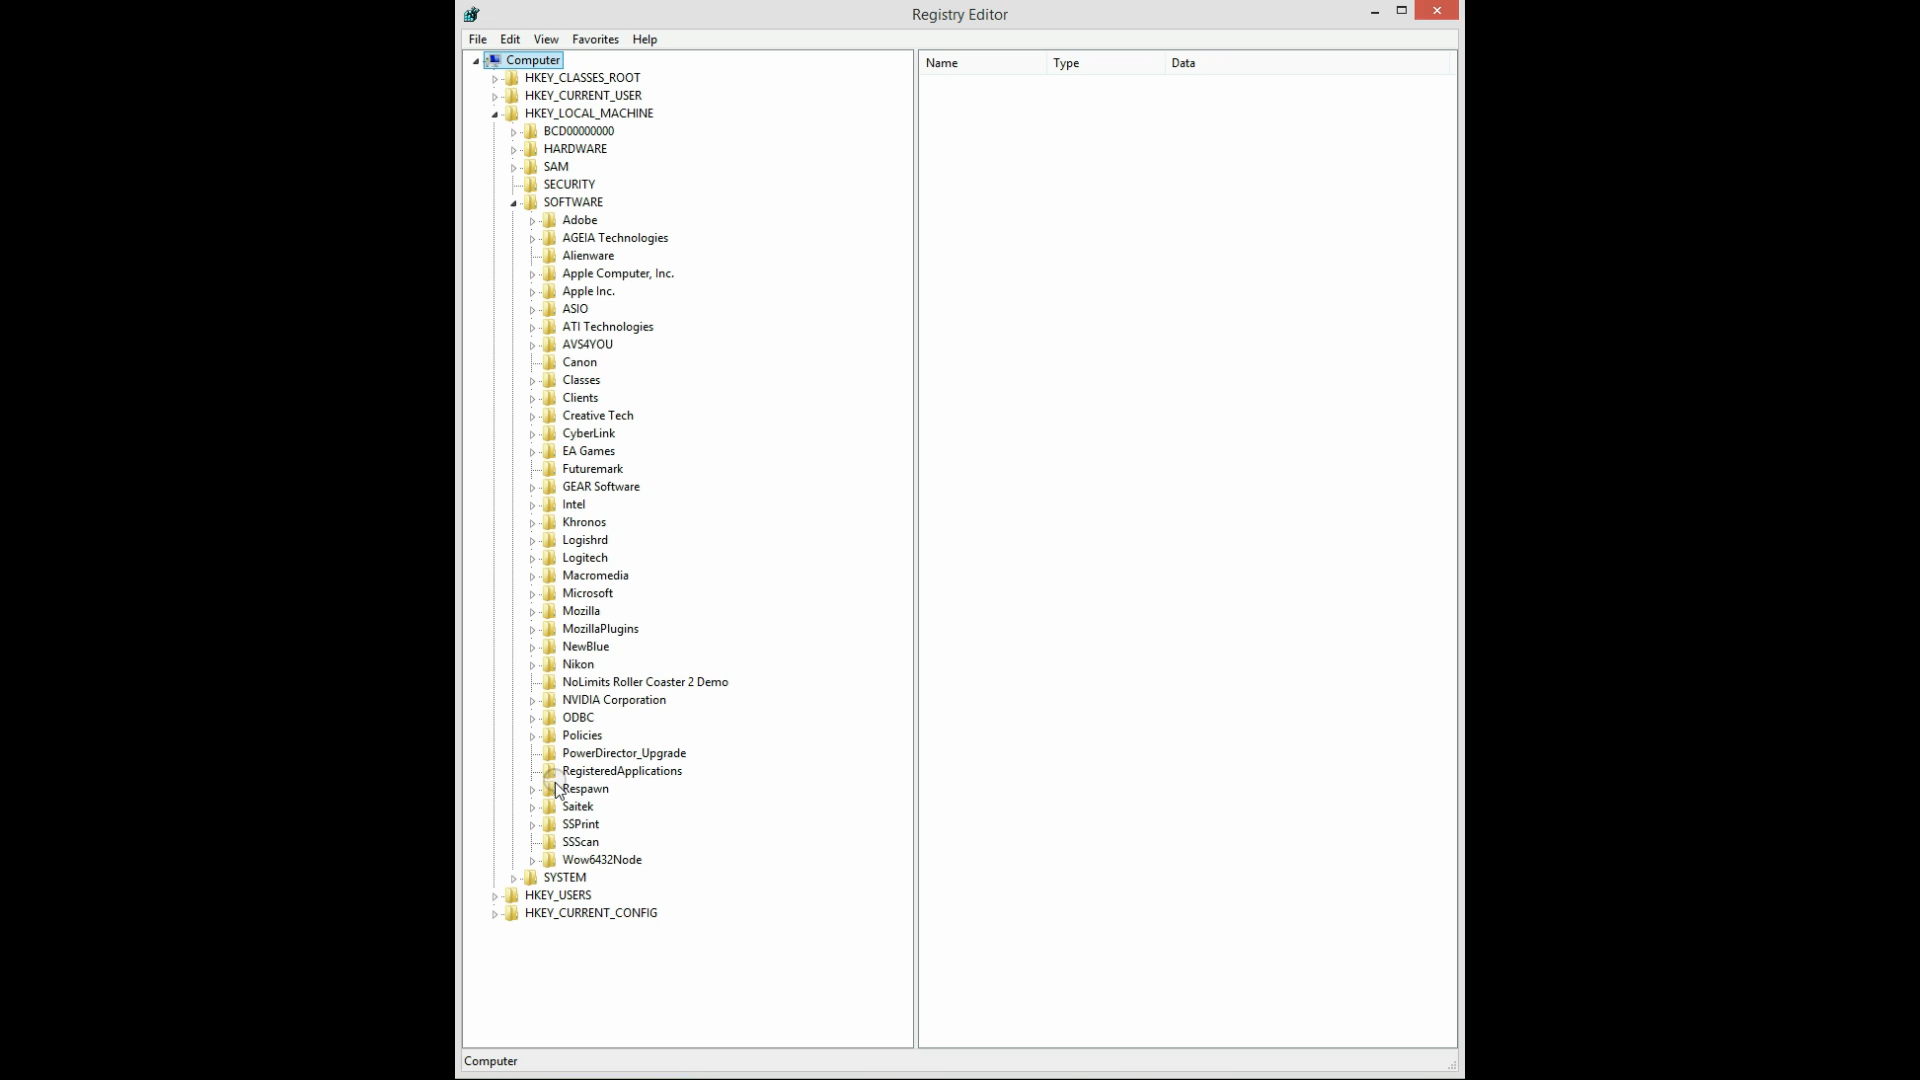 Registry Editor
File Edit View Favorites Help
Computer
HKEY_CLASSES_ROOT
HKEY_CURRENT_USER
HKEY_LOCAL_MACHINE
BCD00000000
HARDWARE
SAM
SECURITY
SOFTWARE
Adobe
AGEIA Technologies
Alienware
Apple Computer, Inc.
Apple Inc.
ASIO
ATI Technologies
AVS4YOU
Canon
Classes
Clients
Creative Tech
CyberLink
EA Games
Futuremark
GEAR Software
Intel
Khronos
Logishrd
Logitech
Macromedia
Microsoft
Mozilla
MozillaPlugins
NewBlue
Nikon
NoLimits Roller Coaster 2 Demo
NVIDIA Corporation
ODBC
Policies
PowerDirector_Upgrade
RegisteredApplications
Respawn
Saitek
SSPrint
SSScan
Wow6432Node
SYSTEM
HKEY_USERS
HKEY_CURRENT_CONFIG
Name Type Data
Computer